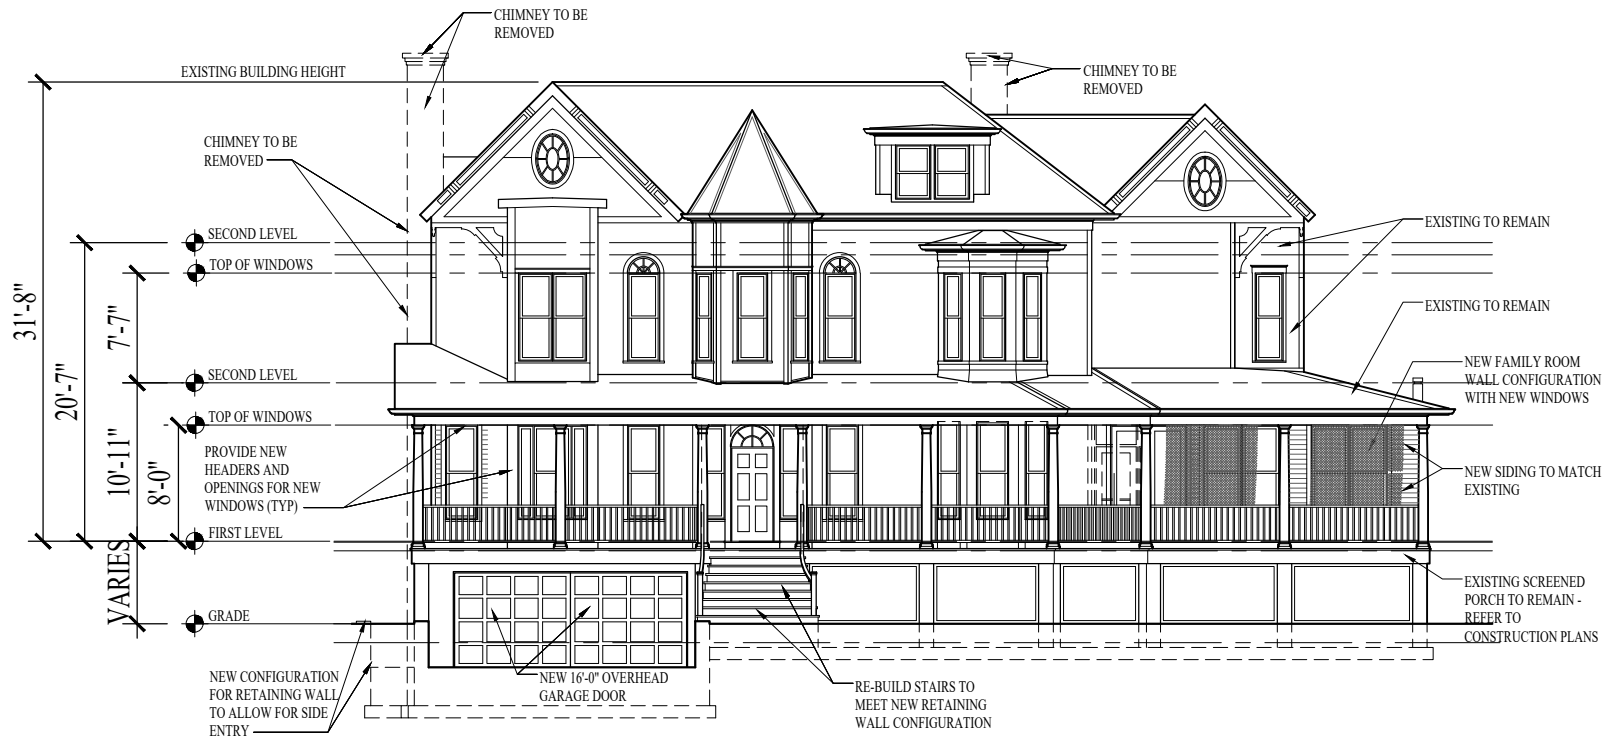 CHIMNEY TO BE
REMOVED
EXISTING BUILDING HEIGHT
CHIMNEY TO BE
REMOVED
CHIMNEY TO BE
REMOVED
EXISTING TO REMAIN
SECOND LEVEL
TOP OF WINDOWS
31'-8"
20'-7"
7'-7"
EXISTING TO REMAIN
NEW FAMILY ROOM
WALL CONFIGURATION
WITH NEW WINDOWS
SECOND LEVEL
TOP OF WINDOWS
10'-11"
8'-0"
PROVIDE NEW
HEADERS AND
OPENINGS FOR NEW
WINDOWS (TYP)
NEW SIDING TO MATCH
EXISTING
FIRST LEVEL
VARIES
EXISTING SCREENED
PORCH TO REMAIN -
REFER TO
CONSTRUCTION PLANS
GRADE
NEW CONFIGURATION
FOR RETAINING WALL
TO ALLOW FOR SIDE
ENTRY
NEW 16'-0" OVERHEAD
GARAGE DOOR
RE-BUILD STAIRS TO
MEET NEW RETAINING
WALL CONFIGURATION